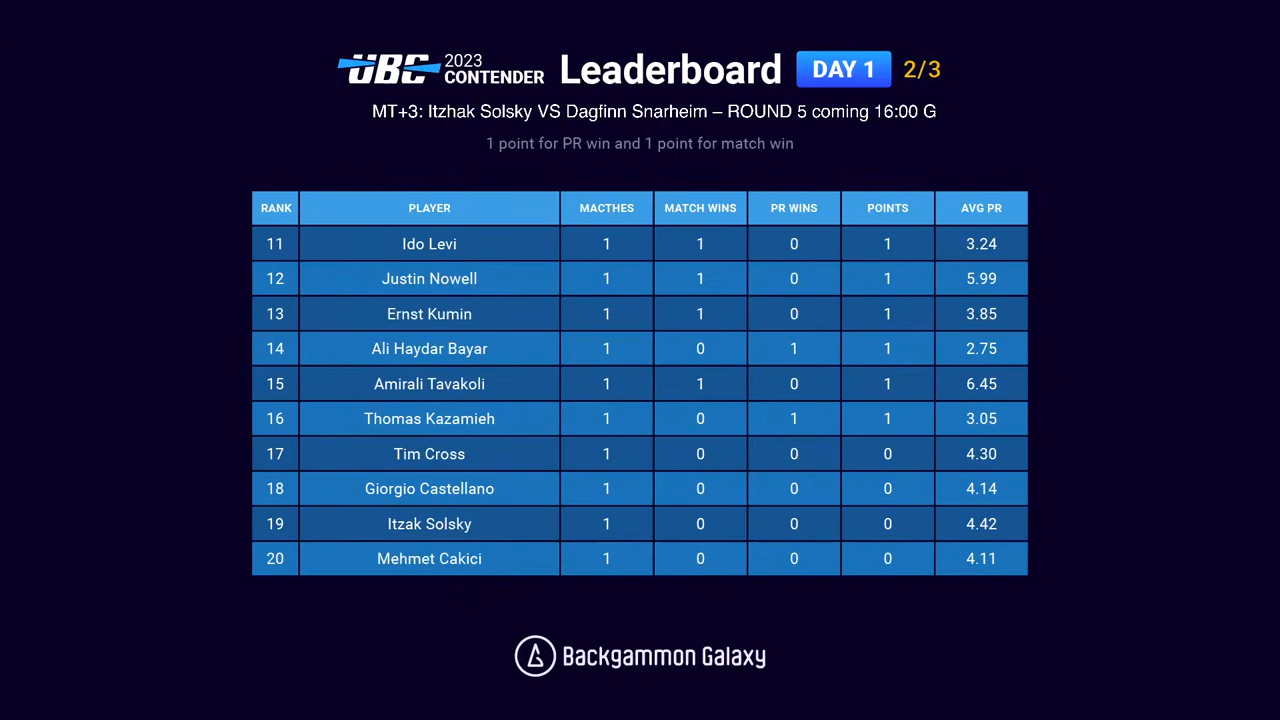 UBC 2023 CONTENDER Leaderboard DAY 1 2/3
MT+3: Itzhak Solsky VS Dagfinn Snarheim – ROUND 5 coming 16:00 G
1 point for PR win and 1 point for match win
RANK PLAYER MACTHES MATCH WINS PR WINS POINTS AVG PR
11 Ido Levi 1 1 0 1 3.24
12 Justin Nowell 1 1 0 1 5.99
13 Ernst Kumin 1 1 0 1 3.85
14 Ali Haydar Bayar 1 0 1 1 2.75
15 Amirali Tavakoli 1 1 0 1 6.45
16 Thomas Kazamieh 1 0 1 1 3.05
17 Tim Cross 1 0 0 0 4.30
18 Giorgio Castellano 1 0 0 0 4.14
19 Itzak Solsky 1 0 0 0 4.42
20 Mehmet Cakici 1 0 0 0 4.11
Backgammon Galaxy